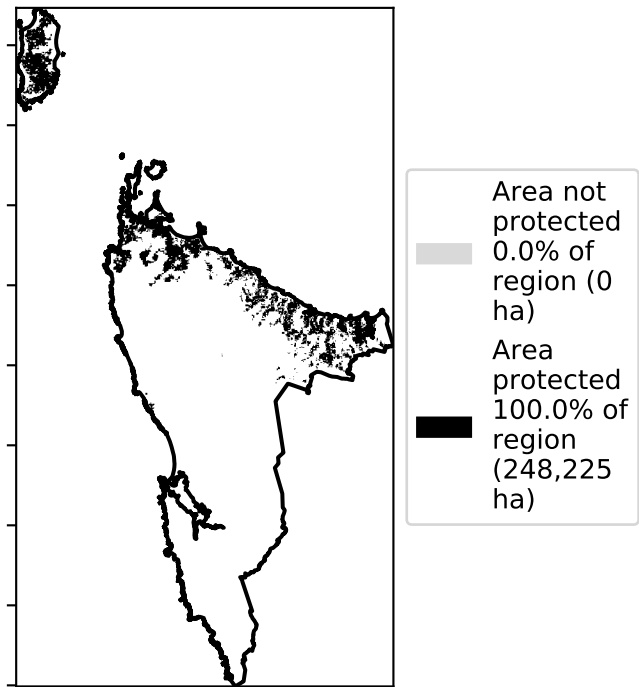 Area not
protected
0.0% of
region (0
ha)
Area
protected
100.0% of
region
(248,225
ha)